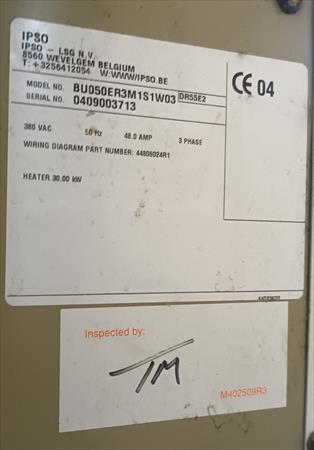 IPSO
IPSO - LSG N.V.
8560 WEVELGEM BELGIUM
T: +3256412054 W:WWW/IPSO.BE
CE 04
MODEL NO. BU050ER3M1S1W03 DR55E2
SERIAL NO. 0409003713
380 VAC 50 Hz 48.0 AMP 3 PHASE
WIRING DIAGRAM PART NUMBER: 44806024R1
HEATER 30.00 kW
Inspected by:
TM
M402509R3